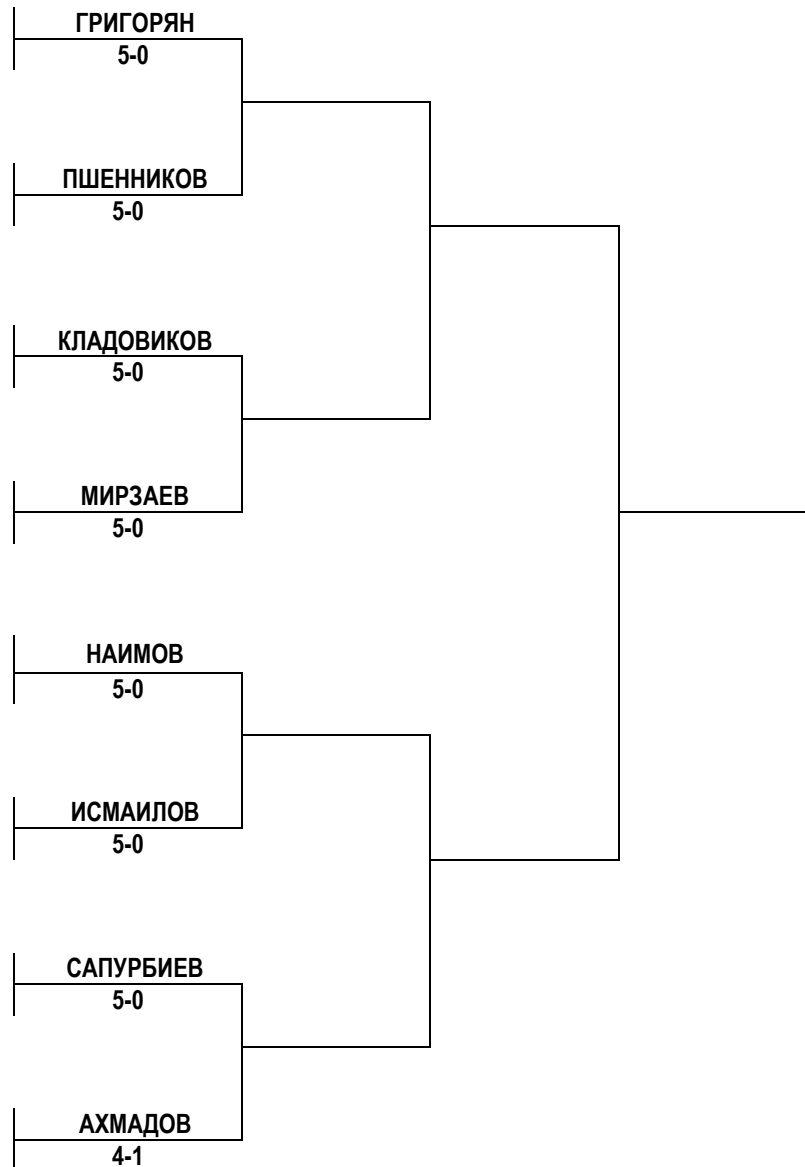 ГРИГОРЯН
5-0
ПШЕННИКОВ
5-0
КЛАДОВИКОВ
5-0
МИРЗАЕВ
5-0
НАИМОВ
5-0
ИСМАИЛОВ
5-0
САПУРБИЕВ
5-0
АХМАДОВ
4-1